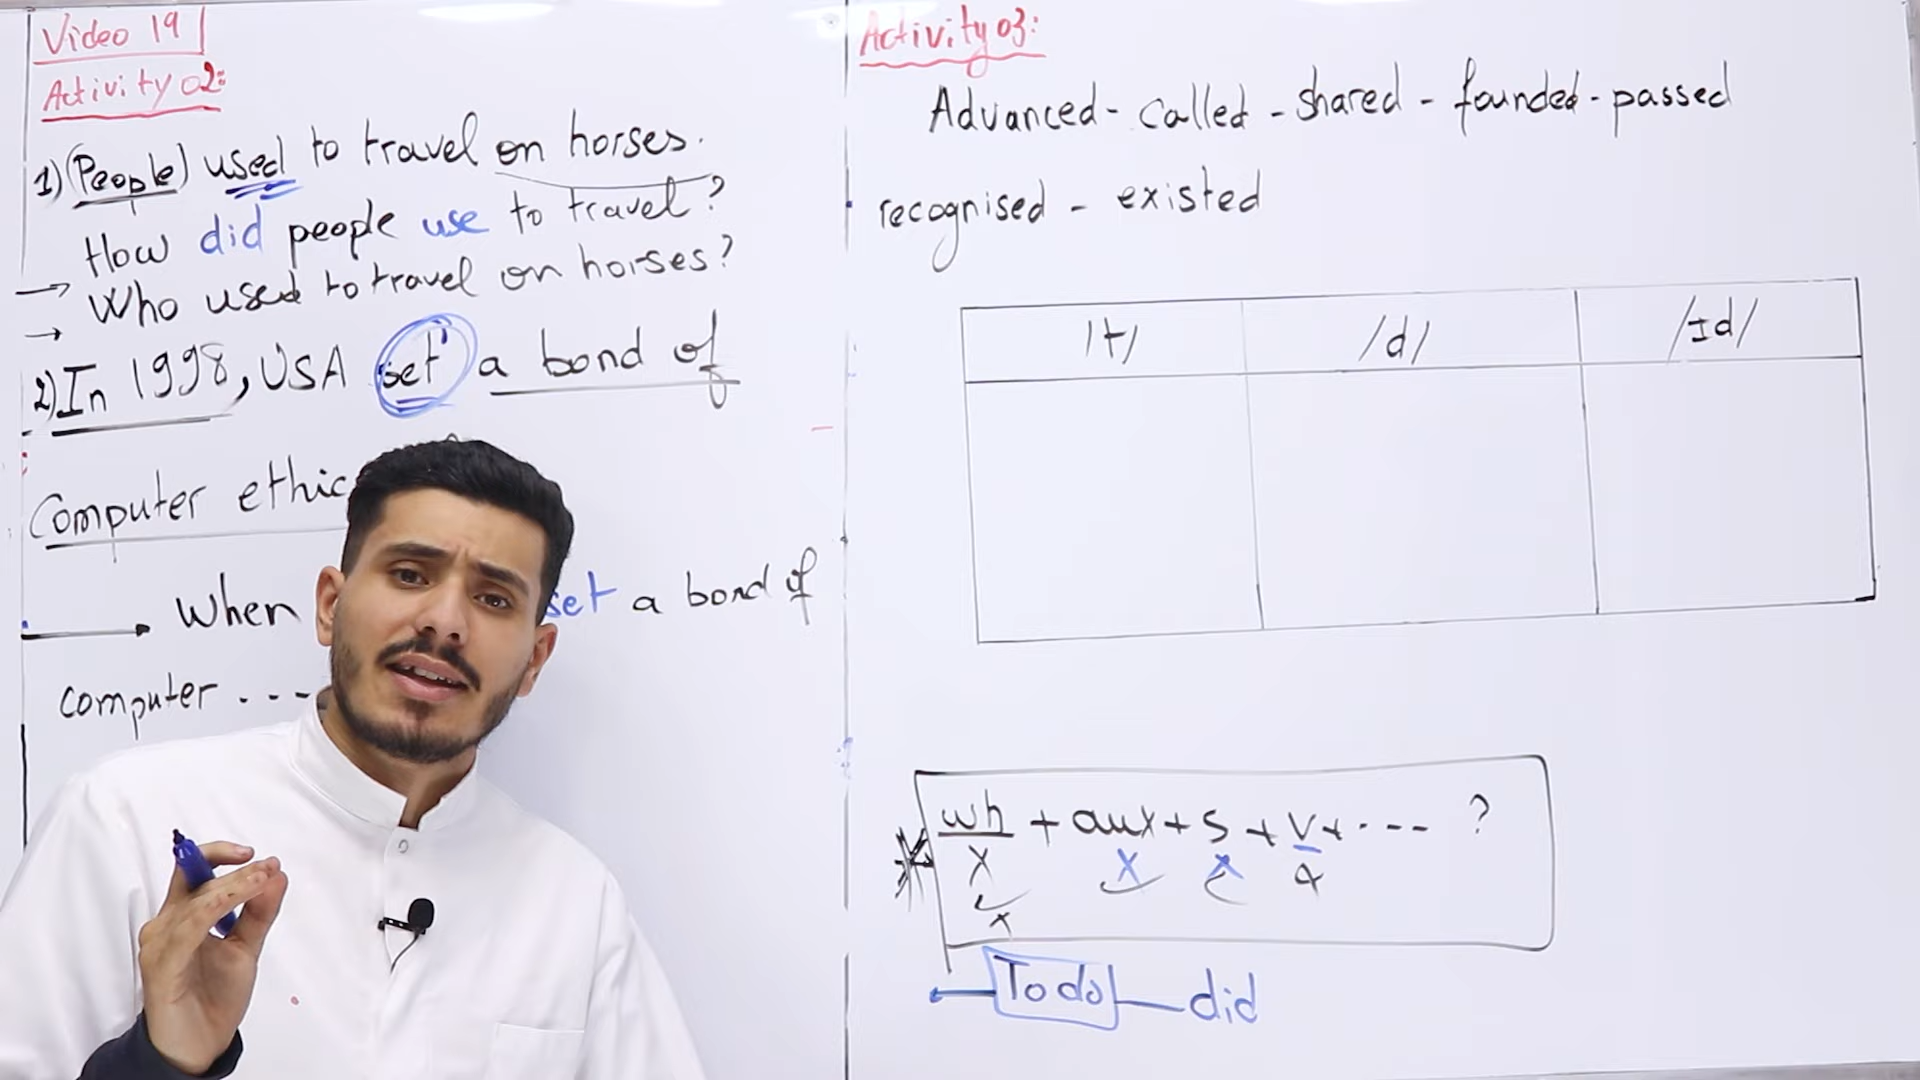 Video 19
Activity 02:
1) (People) used to travel on horses.
How did people use to travel?
→ Who used to travel on horses?
→
2) In 1998, USA set a bond of
Computer ethic
When set a bond of
computer ...
Activity 03:
Advanced - called - shared - founded - passed
recognised - existed
/t/ /d/ /ɪd/
wh + aux + S + V + .... ?
To do did